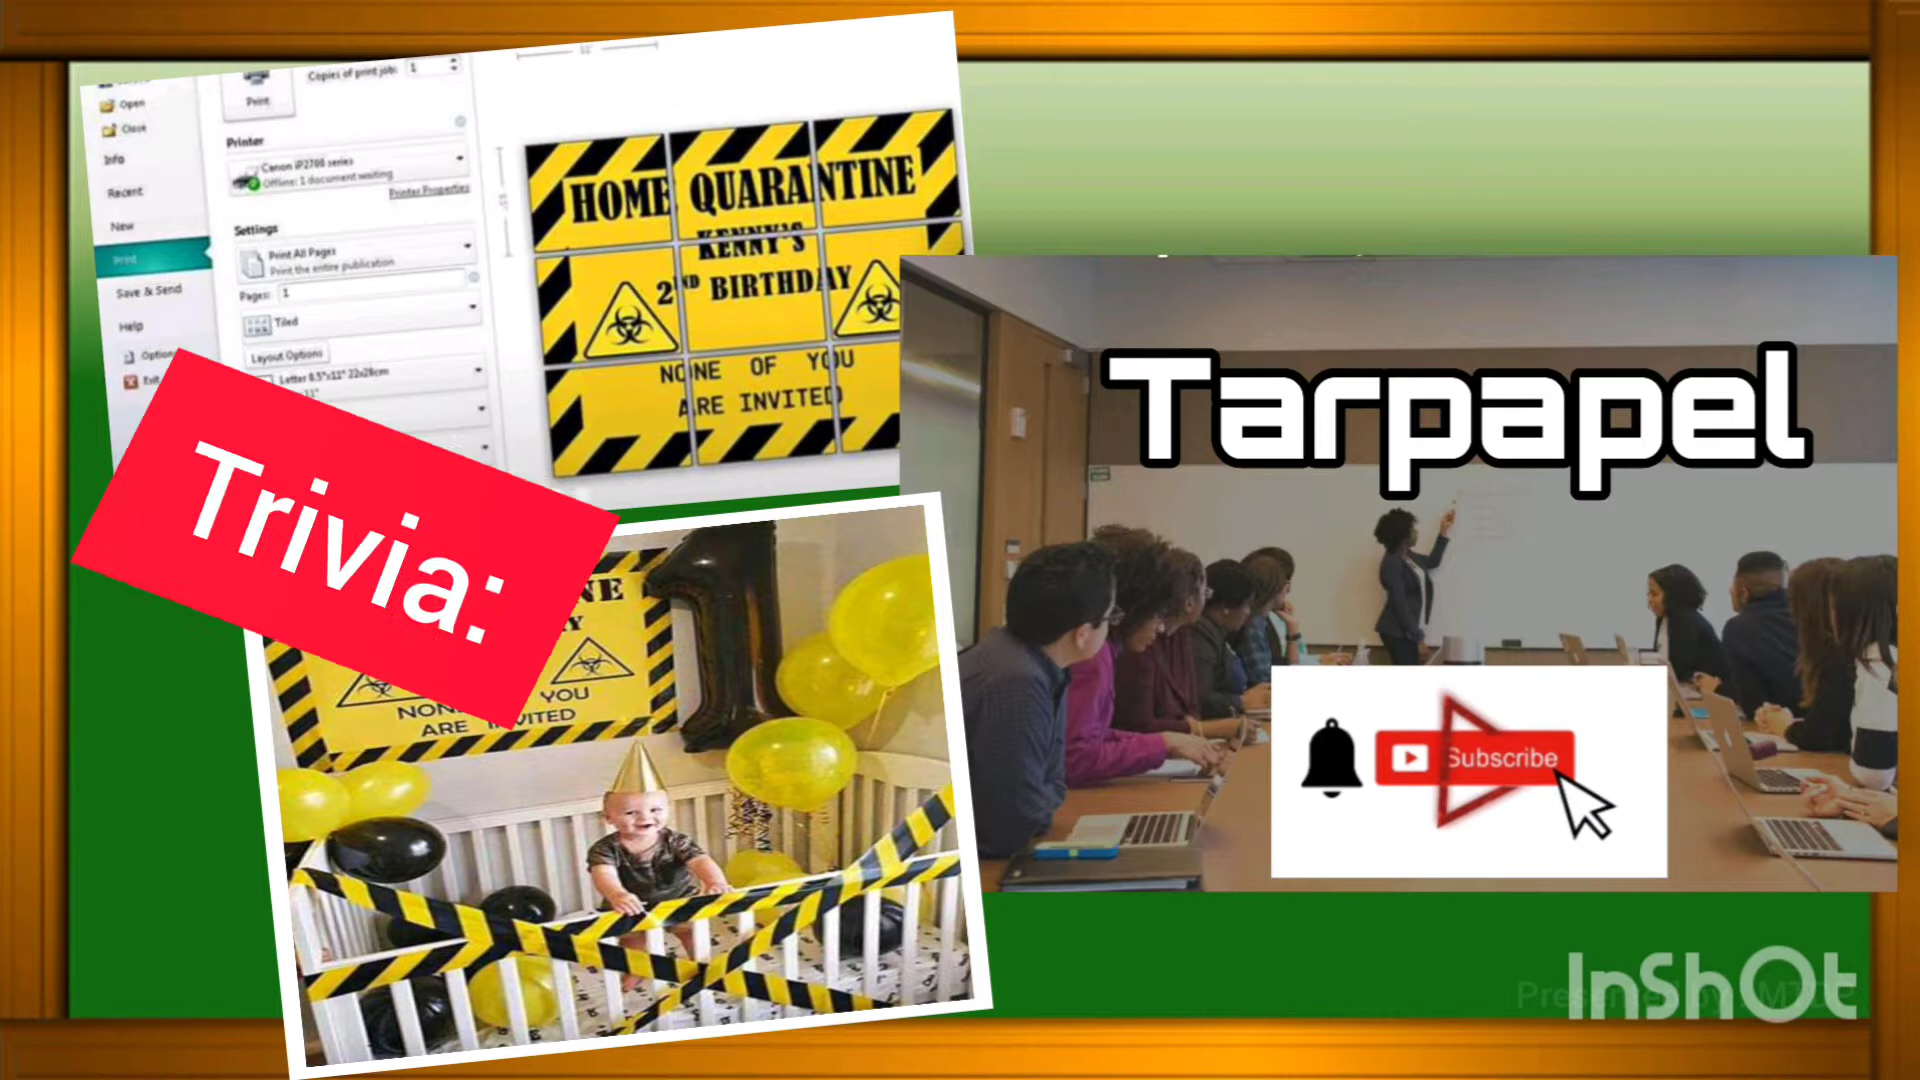 Copies of print job: 1
Print
Open
Close
Info
Recent
New
Print
Save & Send
Help
Printer
Canon iP2700 series
Offline: 1 document waiting
Printer Properties
Settings
Print All Pages
Print the entire publication
Pages: 1
Tiled
Layout Options
Letter 8.5"x11" 22x28cm
HOME QUARANTINE
KENNY'S
2ND BIRTHDAY
NONE OF YOU
ARE INVITED
Trivia:
YOU
ARE INVITED
Tarpapel
Subscribe
InShOt